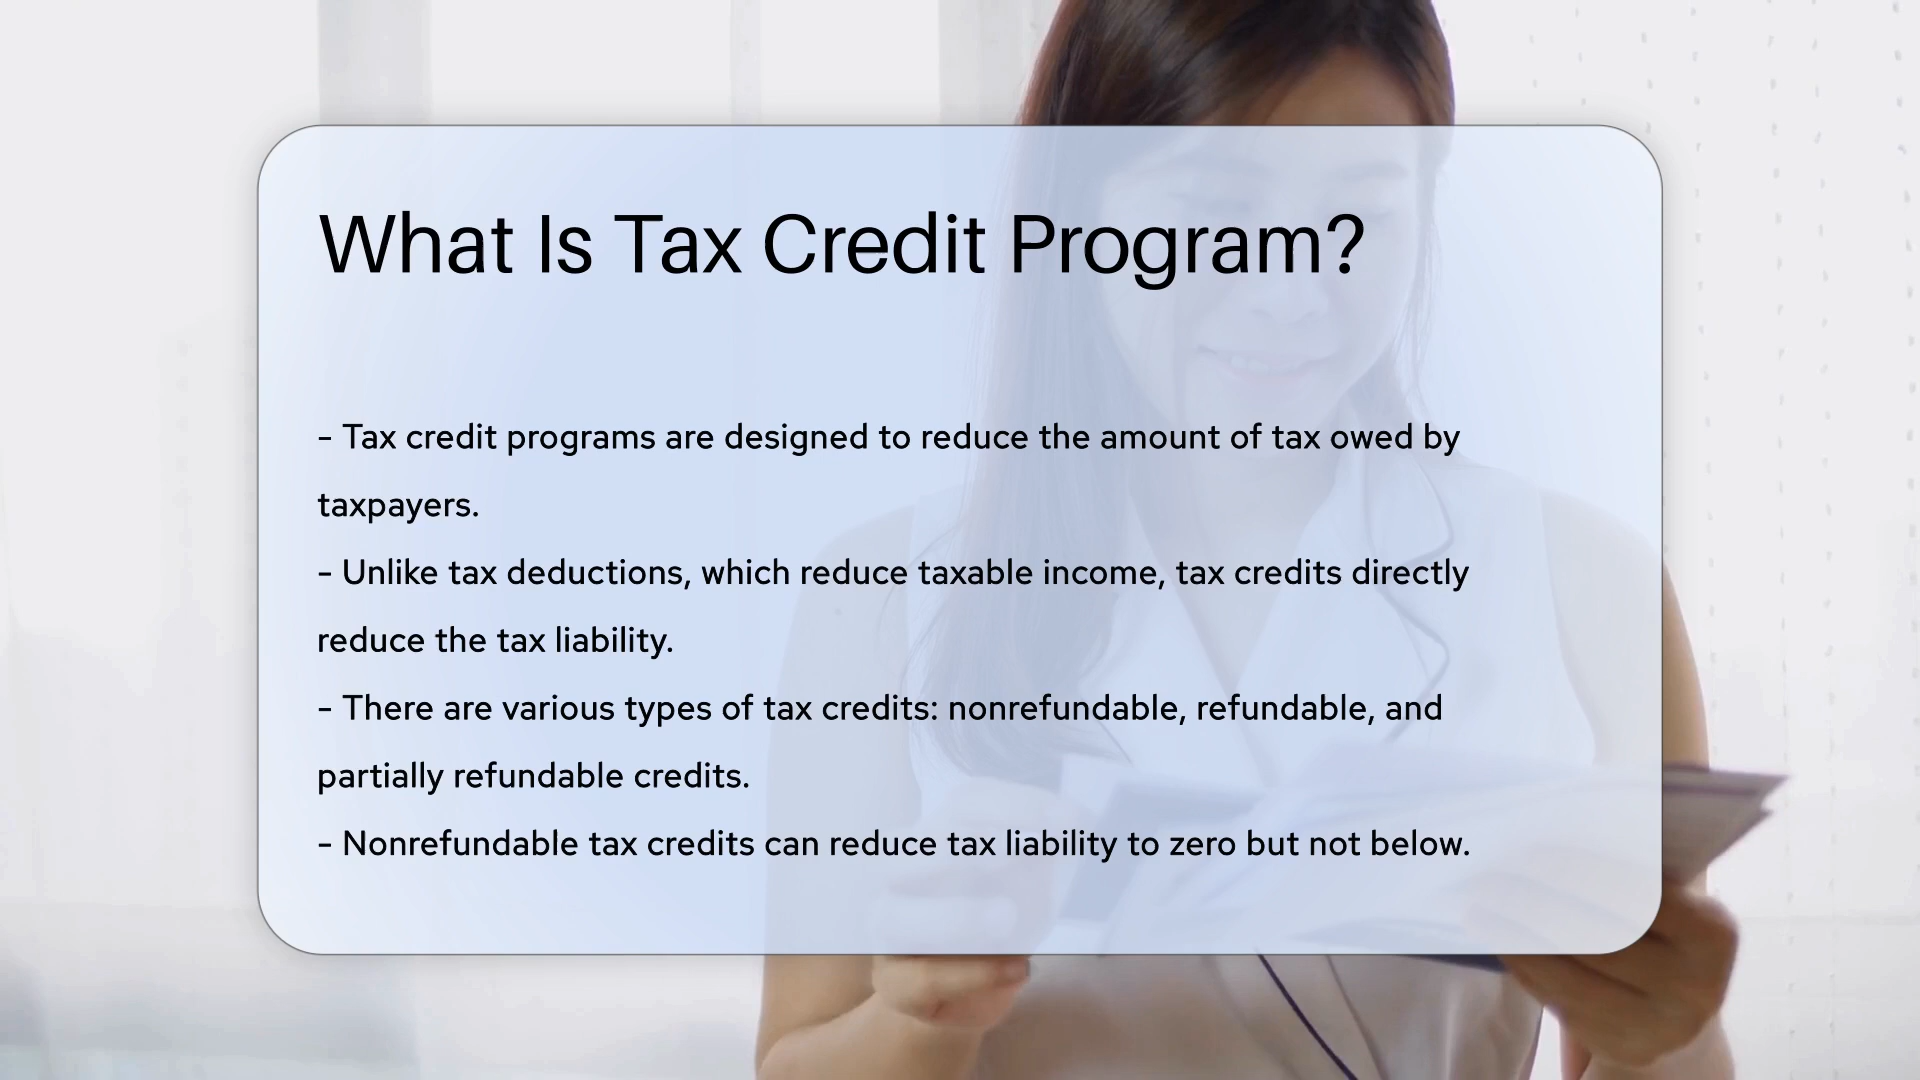 What Is Tax Credit Program?
- Tax credit programs are designed to reduce the amount of tax owed by
taxpayers.
- Unlike tax deductions, which reduce taxable income, tax credits directly
reduce the tax liability.
- There are various types of tax credits: nonrefundable, refundable, and
partially refundable credits.
- Nonrefundable tax credits can reduce tax liability to zero but not below.